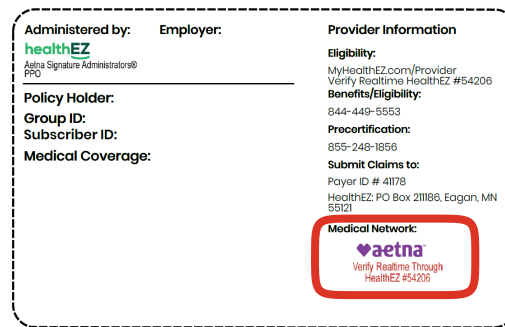 Administered by:
Employer:
healthEZ
Aetna Signature Administrators®
PPO
Policy Holder:
Group ID:
Subscriber ID:
Medical Coverage:
Provider Information
Eligibility:
MyHealthEZ.com/Provider
Verify Realtime HealthEZ #54206
Benefits/Eligibility:
844-449-5553
Precertification:
855-248-1856
Submit Claims to:
Payer ID # 41178
HealthEZ: PO Box 211186, Eagan, MN
55121
Medical Network:
aetna™
Verify Realtime Through
HealthEZ #54206